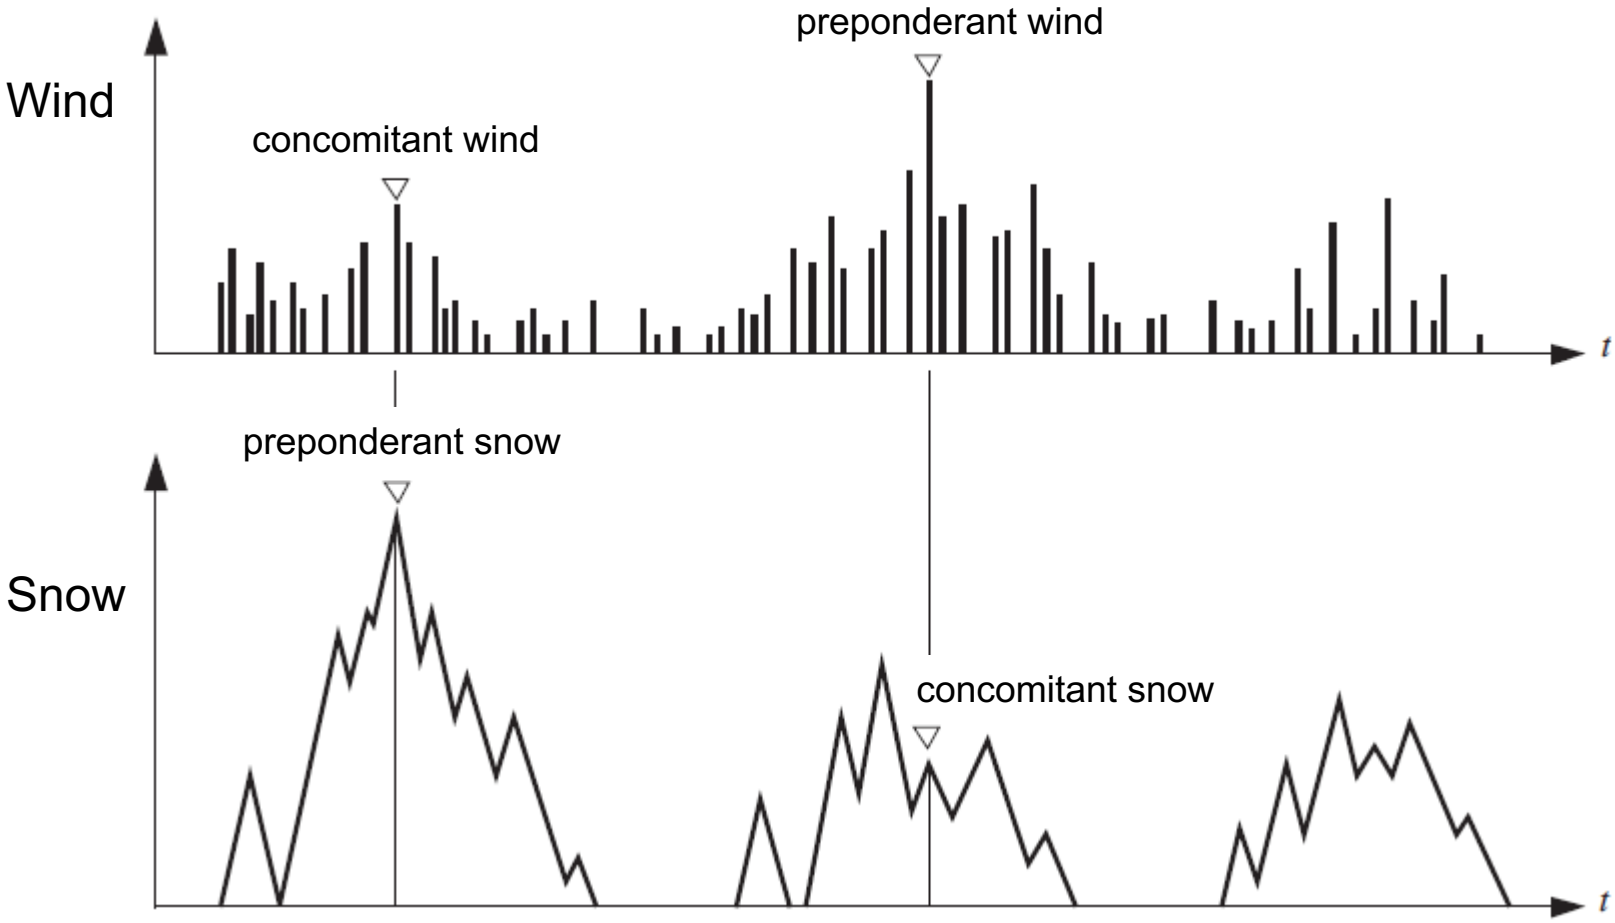 preponderant wind
Wind
concomitant wind
t
preponderant snow
Snow
concomitant snow
t